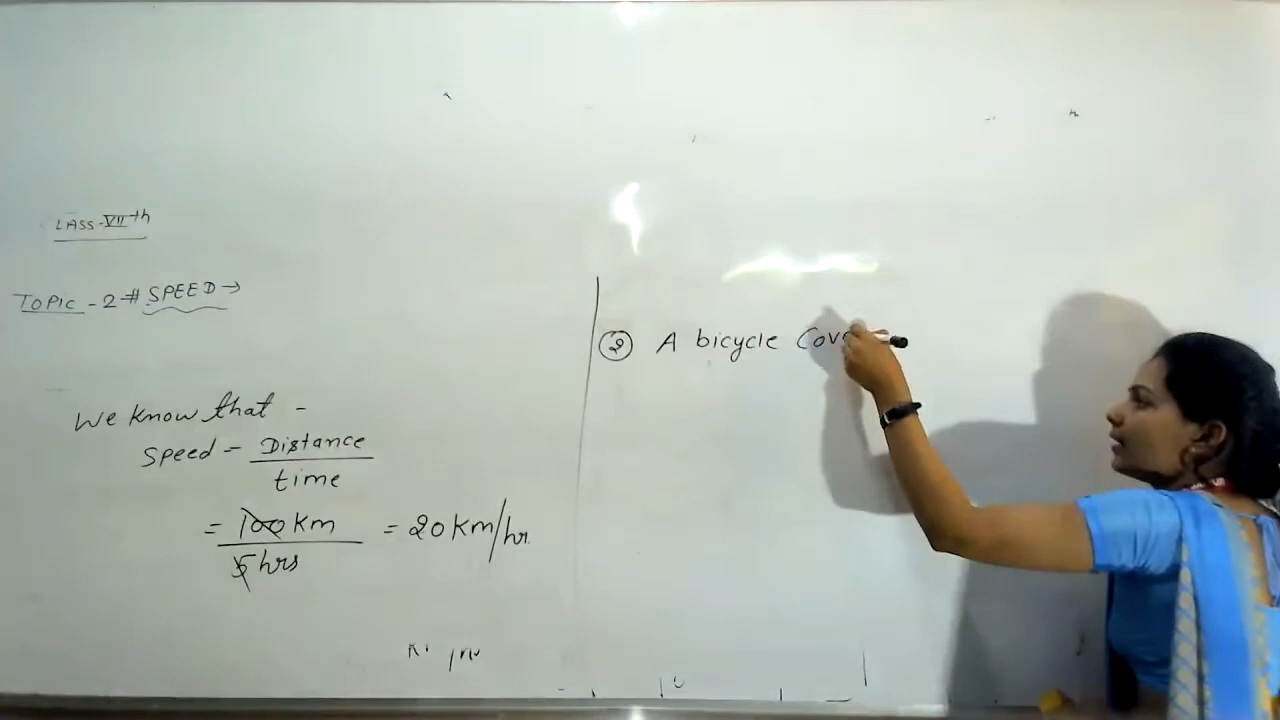 LASS-VII th
TOPIC - 2 # SPEED →
We know that -
Speed = Distance
time
= 100 km = 20 km/hr
5 hrs
② A bicycle Cove